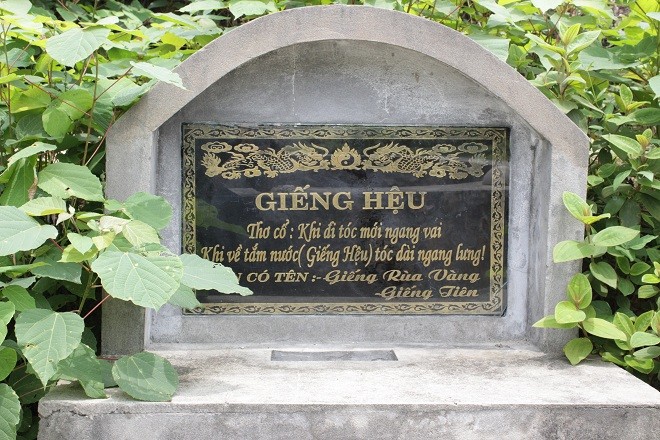 GIẾNG HỆU
Thơ cổ : Khi đi tóc mới ngang vai
Khi về tắm nước( Giếng Hệu) tóc dài ngang lưng!
CÓ TÊN :-Giếng Rùa Vàng
-Giếng Tiên